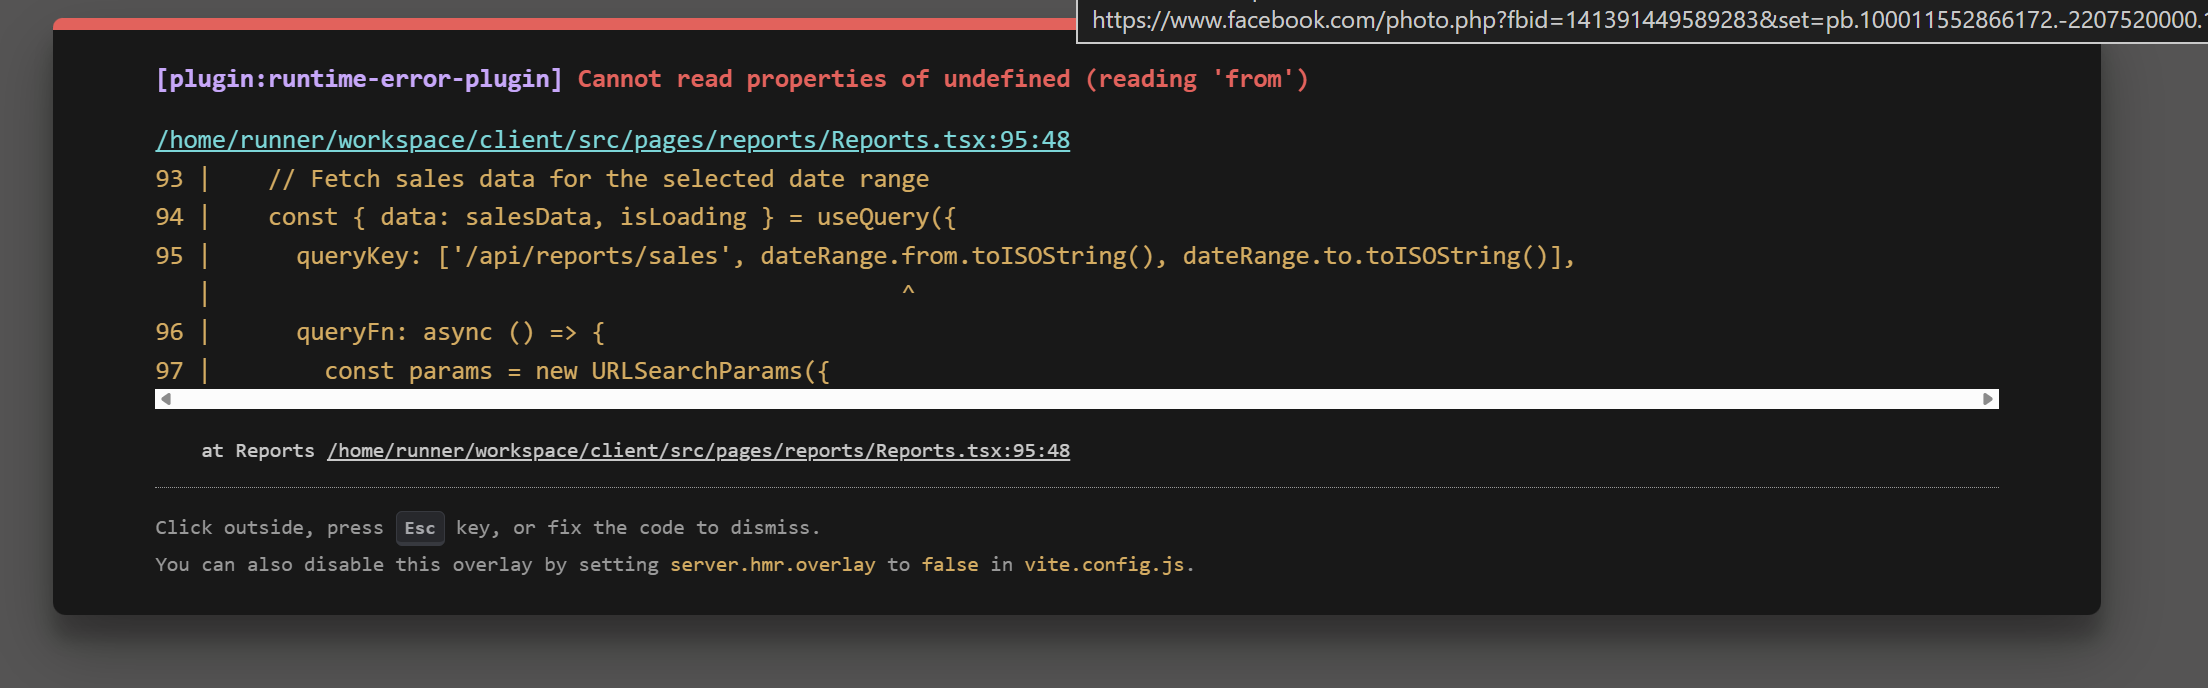 https://www.facebook.com/photo.php?fbid=141391449589283&set=pb.100011552866172.-2207520000.
[plugin:runtime-error-plugin] Cannot read properties of undefined (reading 'from')
/home/runner/workspace/client/src/pages/reports/Reports.tsx:95:48
93 |    // Fetch sales data for the selected date range
94 |    const { data: salesData, isLoading } = useQuery({
95 |      queryKey: ['/api/reports/sales', dateRange.from.toISOString(), dateRange.to.toISOString()],
   |                                                 ^
96 |      queryFn: async () => {
97 |        const params = new URLSearchParams({
at Reports /home/runner/workspace/client/src/pages/reports/Reports.tsx:95:48
Click outside, press Esc key, or fix the code to dismiss.
You can also disable this overlay by setting server.hmr.overlay to false in vite.config.js.